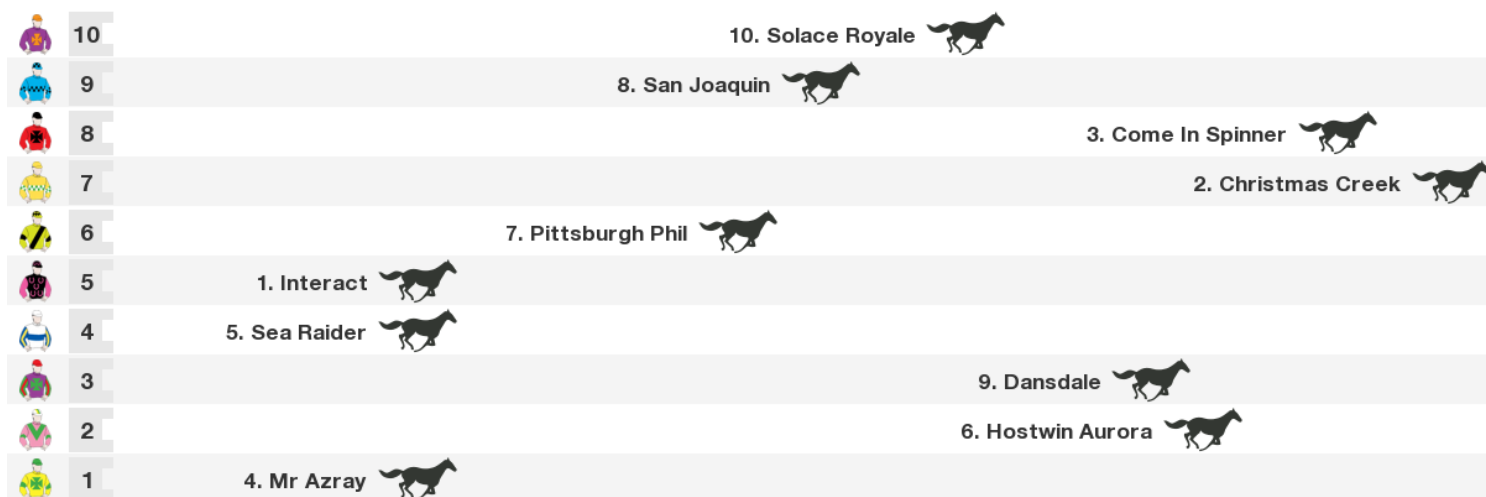 10 10. Solace Royale
9 8. San Joaquin
8 3. Come In Spinner
7 2. Christmas Creek
6 7. Pittsburgh Phil
5 1. Interact
4 5. Sea Raider
3 9. Dansdale
2 6. Hostwin Aurora
1 4. Mr Azray